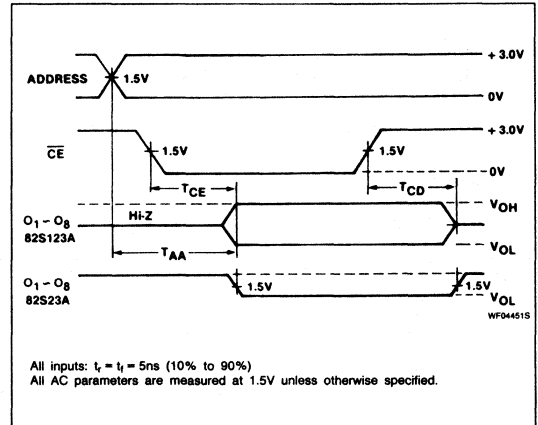 + 3.0V
ADDRESS
1.5V
0V
+ 3.0V
CE
1.5V
1.5V
0V
TCE
TCD
VOH
Hi-Z
O1 – O8
82S123A
TAA
VOL
O1 – O8
82S23A
1.5V
1.5V
VOL
WF04451S
All inputs: tr = tf = 5ns (10% to 90%)
All AC parameters are measured at 1.5V unless otherwise specified.